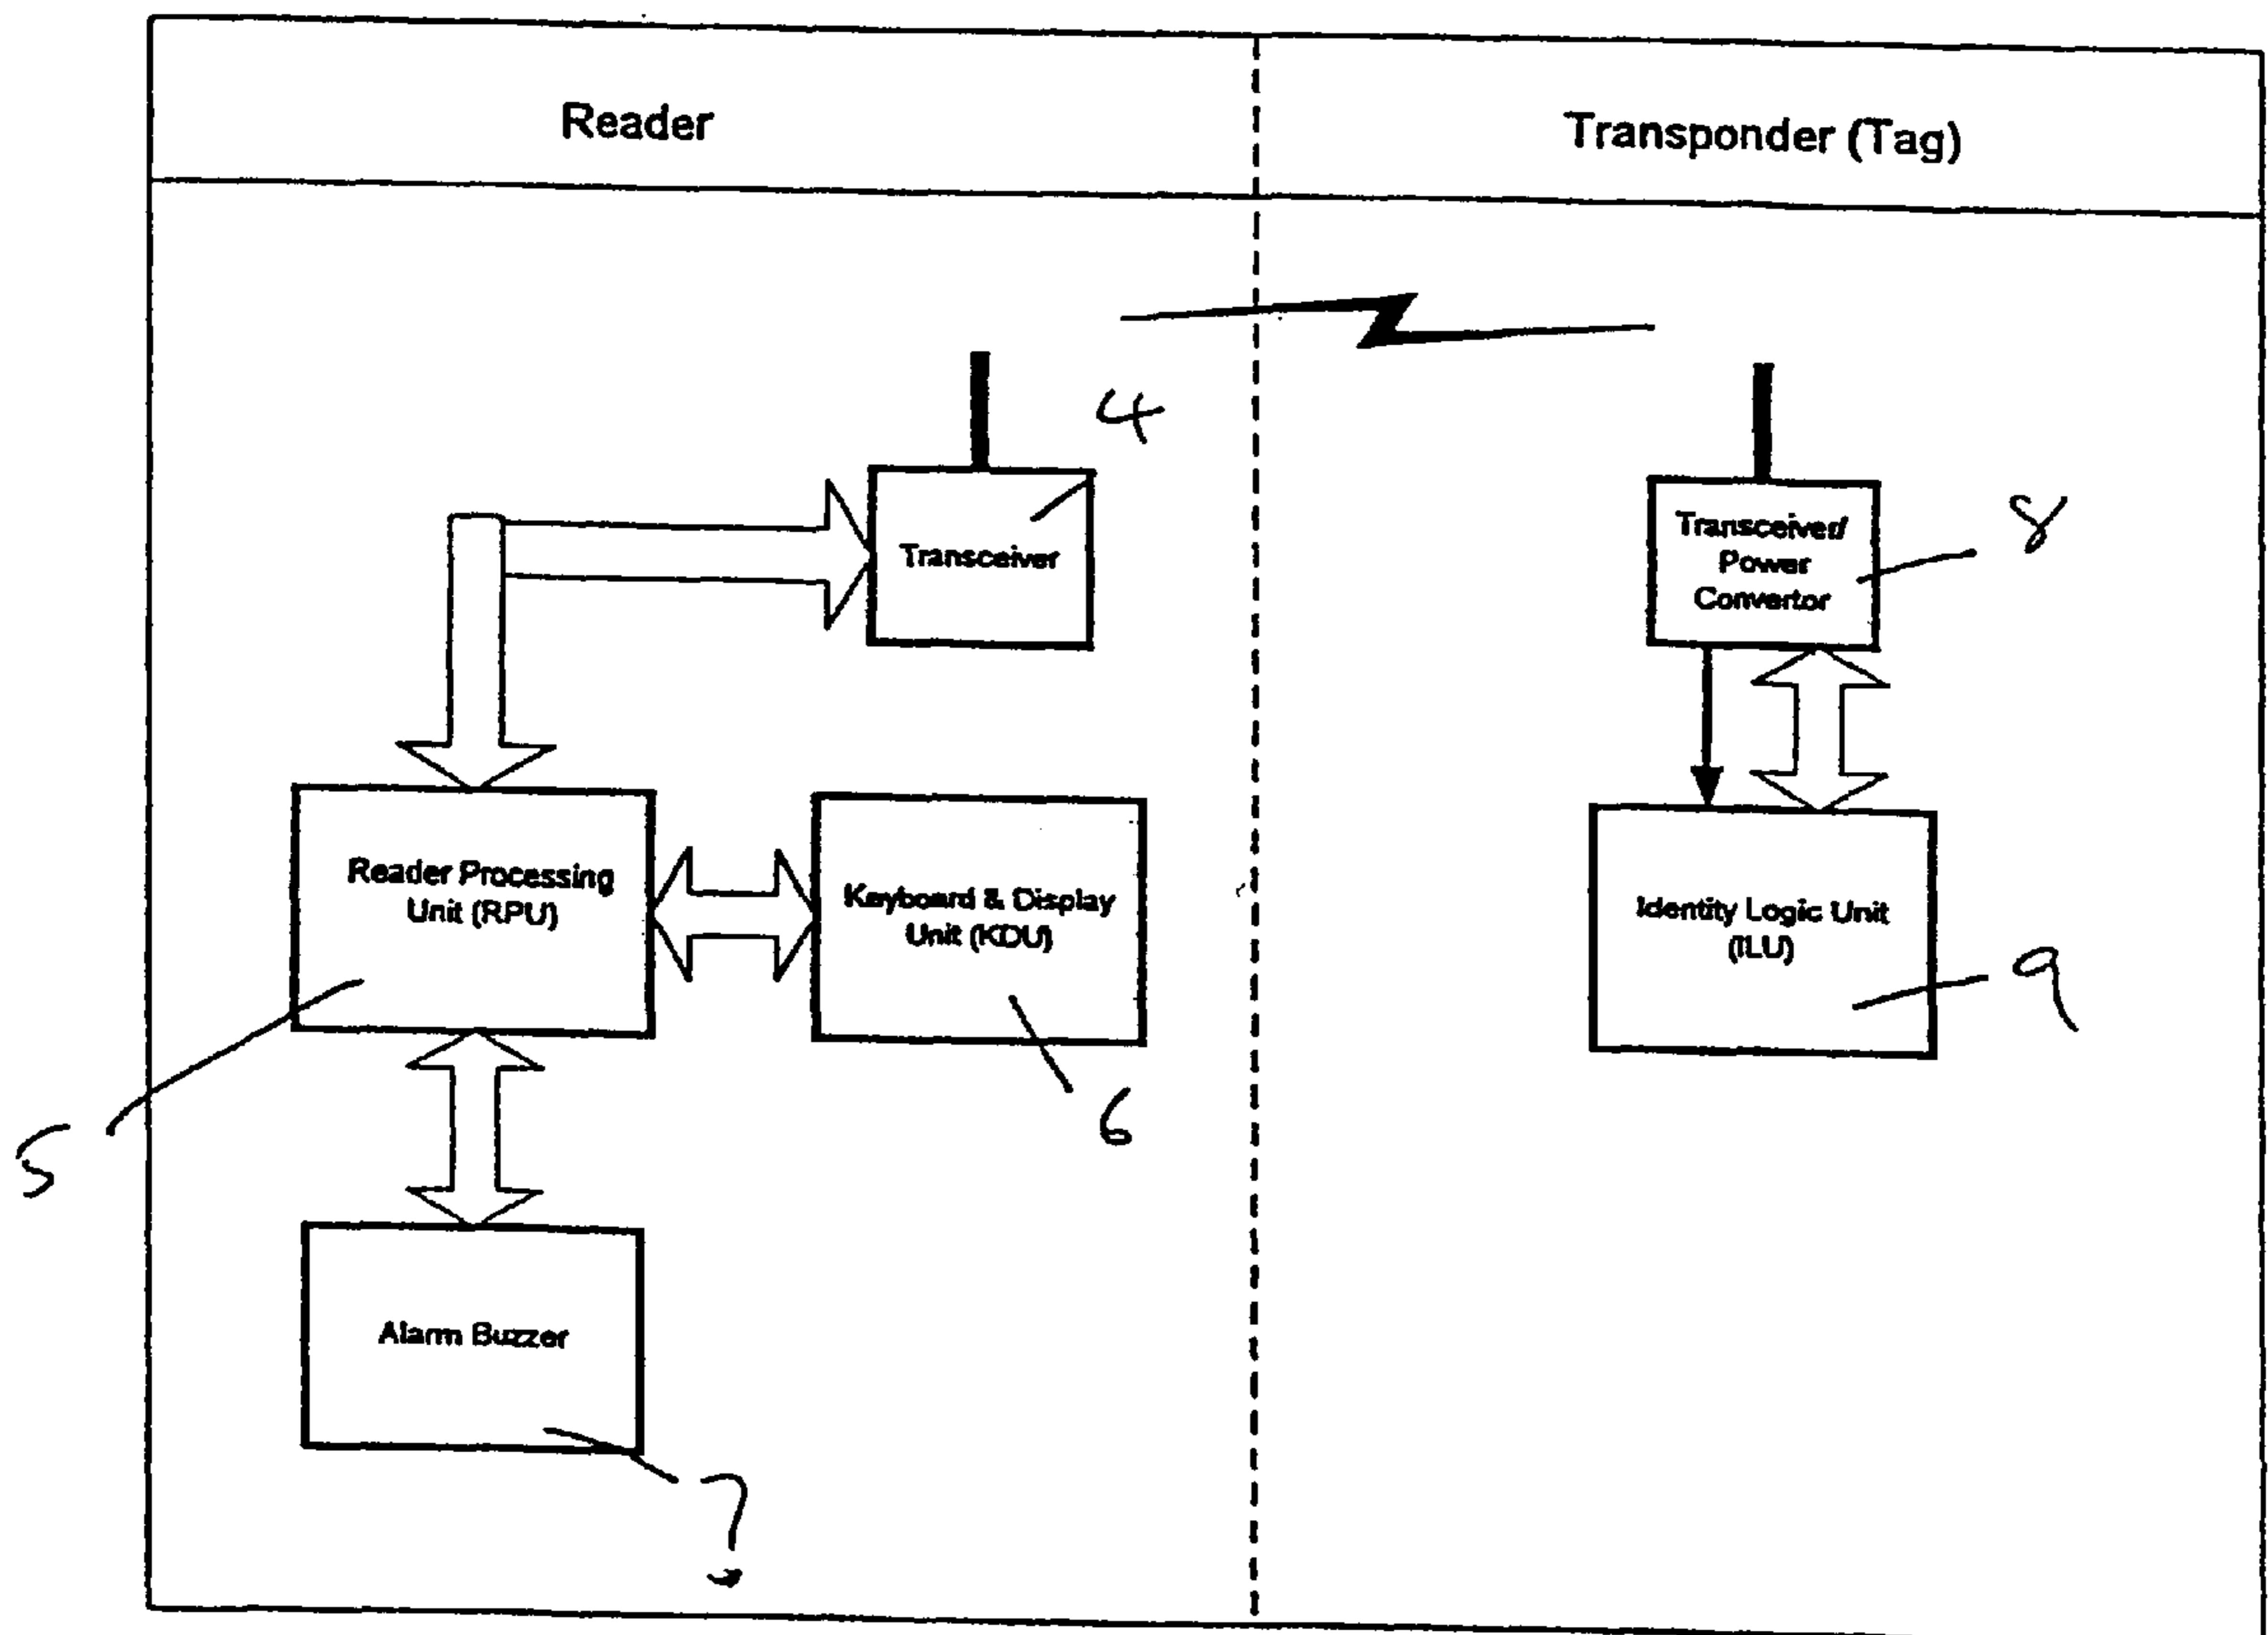 Reader
Transponder (Tag)
4
Transceiver
Transceiver/
Power
Convertor
8
Reader Processing
Unit (RPU)
Keyboard & Display
Unit (KDU)
Identity Logic Unit
(ILU)
9
5
6
Alarm Buzzer
7